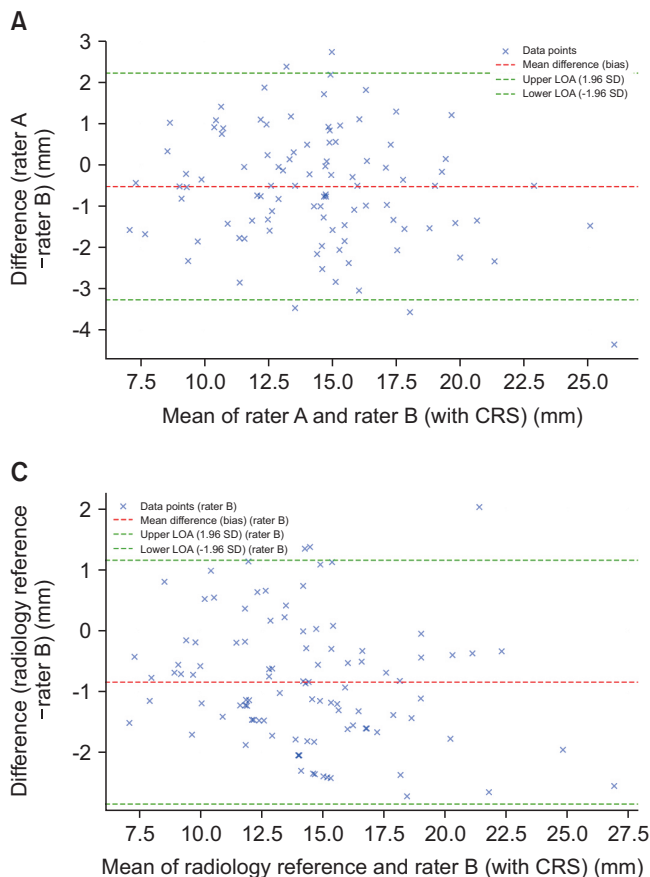 A
3
2
1
0
-1
-2
-3
-4
Difference (rater A
−rater B) (mm)
Data points
Mean difference (bias)
Upper LOA (1.96 SD)
Lower LOA (-1.96 SD)
7.5 10.0 12.5 15.0 17.5 20.0 22.5 25.0
Mean of rater A and rater B (with CRS) (mm)
C
2
1
0
-1
-2
Difference (radiology reference
−rater B) (mm)
Data points (rater B)
Mean difference (bias) (rater B)
Upper LOA (1.96 SD) (rater B)
Lower LOA (-1.96 SD) (rater B)
7.5 10.0 12.5 15.0 17.5 20.0 22.5 25.0 27.5
Mean of radiology reference and rater B (with CRS) (mm)